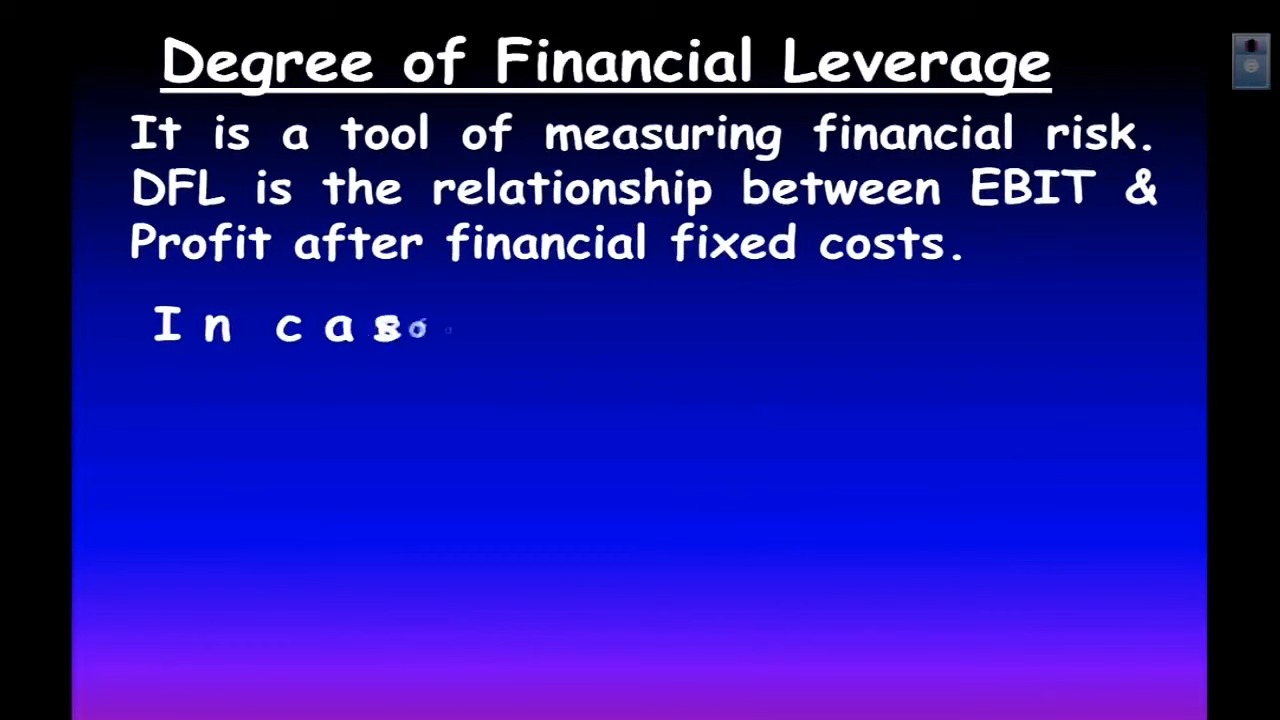 Degree of Financial Leverage
It is a tool of measuring financial risk.
DFL is the relationship between EBIT &
Profit after financial fixed costs.
In